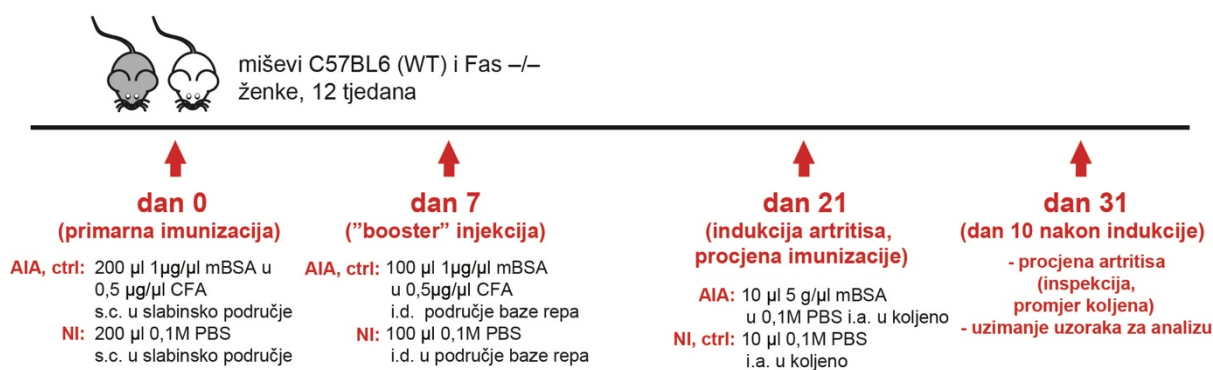 miševi C57BL6 (WT) i Fas –/–
ženke, 12 tjedana
dan 0
(primarna imunizacija)
AIA, ctrl: 200 µl 1µg/µl mBSA u
0,5 µg/µl CFA
s.c. u slabinsko područje
NI: 200 µl 0,1M PBS
s.c. u slabinsko područje
dan 7
(”booster” injekcija)
AIA, ctrl: 100 µl 1µg/µl mBSA
u 0,5µg/µl CFA
i.d. područje baze repa
NI: 100 µl 0,1M PBS
i.d. u područje baze repa
dan 21
(indukcija artritisa,
procjena imunizacije)
AIA: 10 µl 5 g/µl mBSA
u 0,1M PBS i.a. u koljeno
NI, ctrl: 10 µl 0,1M PBS
i.a. u koljeno
dan 31
(dan 10 nakon indukcije)
- procjena artritisa
(inspekcija,
promjer koljena)
- uzimanje uzoraka za analizu